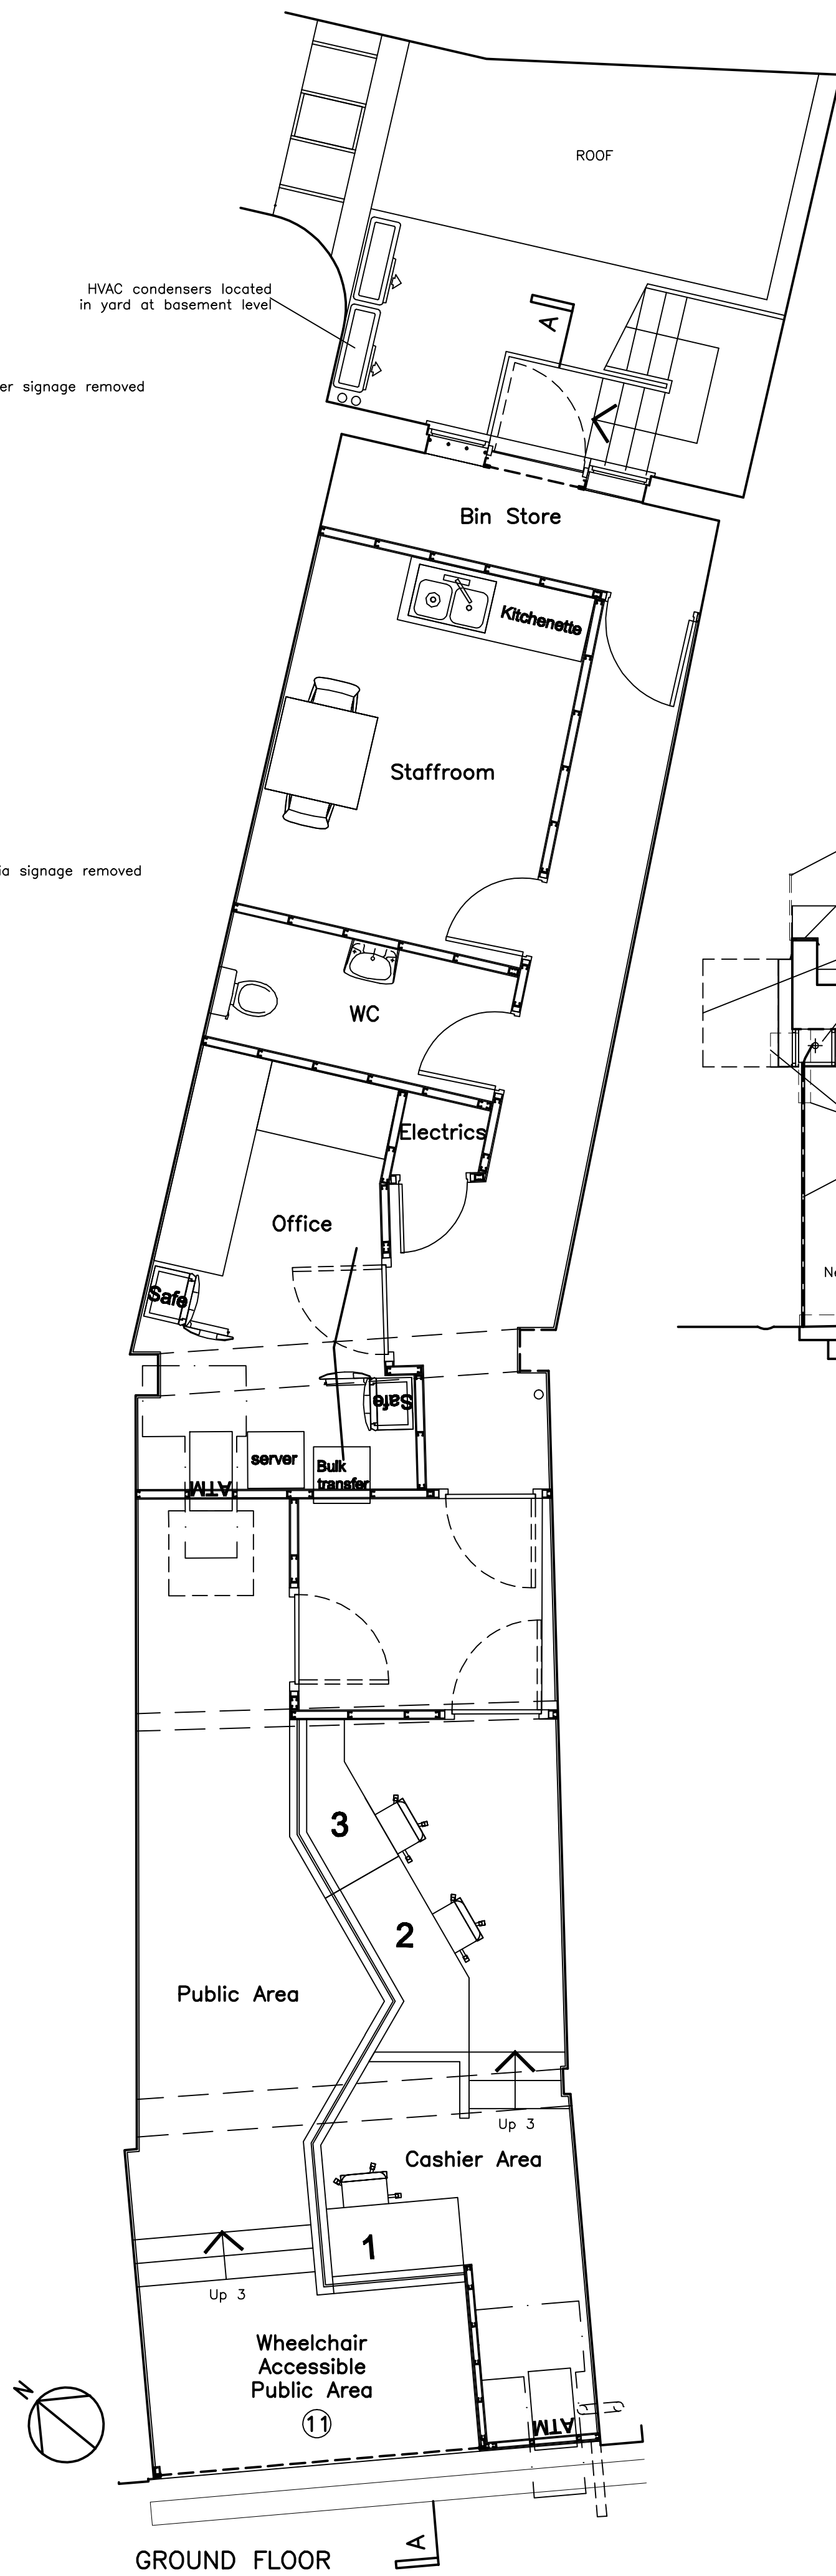 ROOF
HVAC condensers located
in yard at basement level
A
er signage removed
Bin Store
Kitchenette
Staffroom
ia signage removed
WC
Electrics
Office
Safe
Safe
server
Bulk
transfer
ATM
3
2
Public Area
Up 3
Cashier Area
1
Up 3
Wheelchair
Accessible
Public Area
11
ATM
N
A
GROUND FLOOR